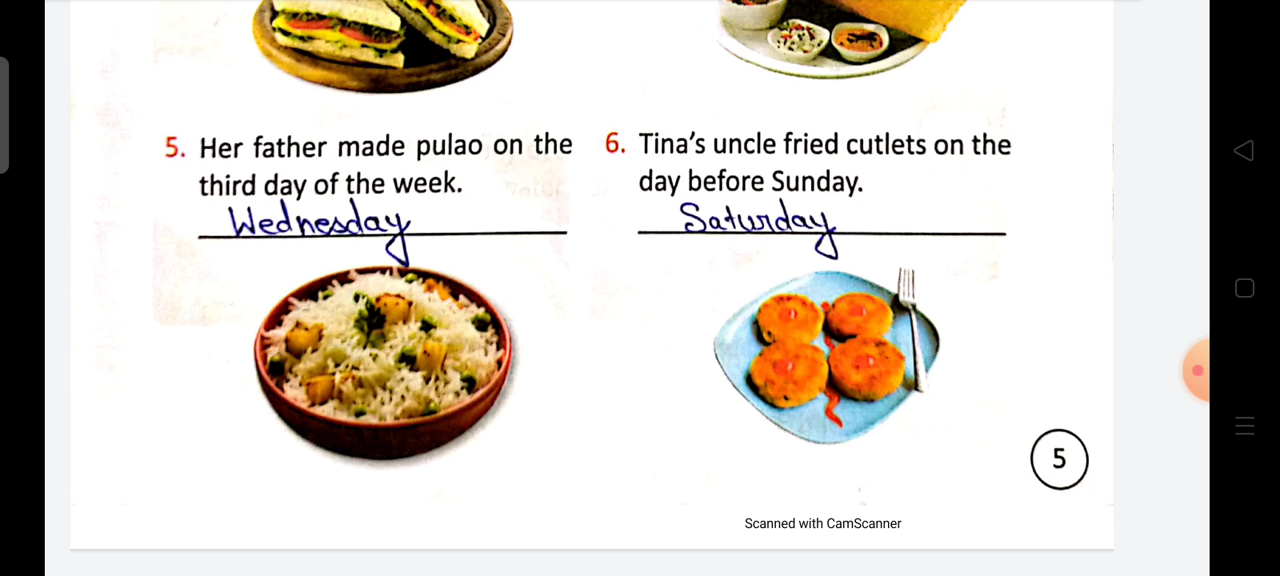 5. Her father made pulao on the
third day of the week.
Wednesday
6. Tina's uncle fried cutlets on the
day before Sunday.
Saturday
5
Scanned with CamScanner